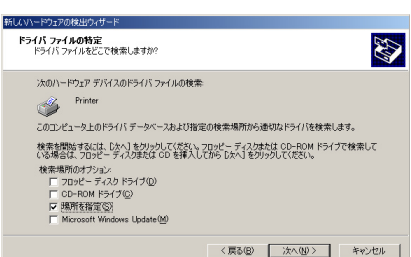 新しいハードウェアの検出ウィザード
ドライバ ファイルの特定
ドライバ ファイルをどこで検索しますか?
次のハードウェア デバイスのドライバ ファイルの検索:
Printer
このコンピュータ上のドライバ データベースおよび指定の検索場所から適切なドライバを検索します。
検索を開始するには、[次へ] をクリックしてください。フロッピー ディスクまたは CD-ROM ドライブで検索して
いる場合は、フロッピー ディスクまたは CD を挿入してから [次へ] をクリックしてください。
検索場所のオプション:
フロッピー ディスク ドライブ(D)
CD-ROM ドライブ(C)
場所を指定(S)
Microsoft Windows Update(M)
< 戻る(B)
次へ(N) >
キャンセル